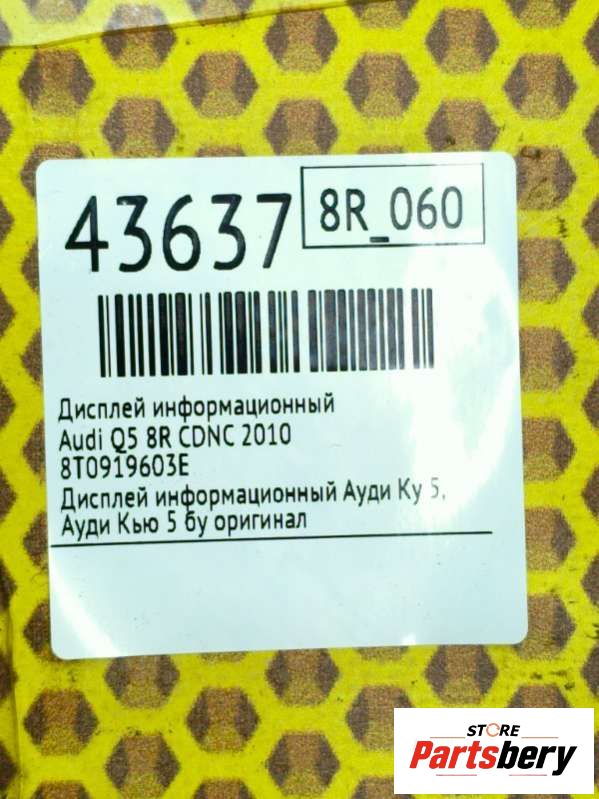 43637
8R_060
Дисплей информационный
Audi Q5 8R CDNC 2010
8T0919603E
Дисплей информационный Ауди Ку 5,
Ауди Кью 5 бу оригинал
STORE
Partsbery